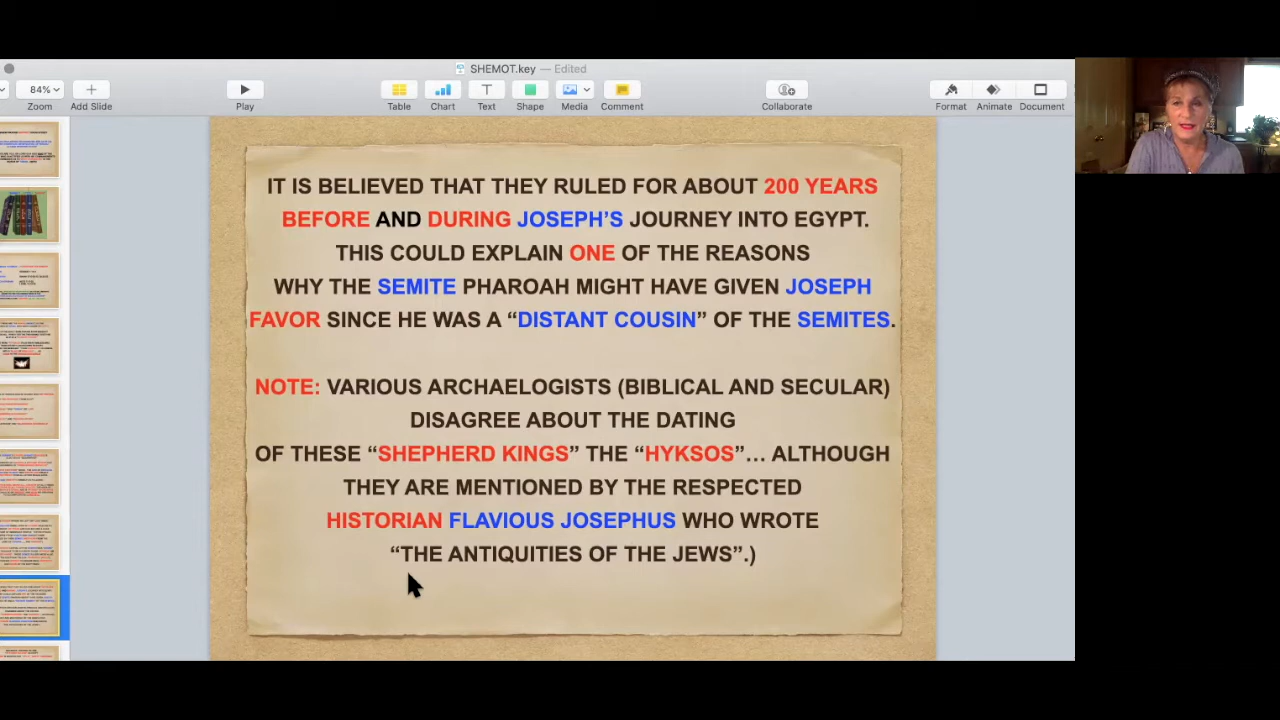 SHEMOT.key — Edited
84%
Zoom
Add Slide
Play
Table
Chart
Text
Shape
Media
Comment
Collaborate
Format
Animate
Document
IT IS BELIEVED THAT THEY RULED FOR ABOUT 200 YEARS
BEFORE AND DURING JOSEPH’S JOURNEY INTO EGYPT.
THIS COULD EXPLAIN ONE OF THE REASONS
WHY THE SEMITE PHAROAH MIGHT HAVE GIVEN JOSEPH
FAVOR SINCE HE WAS A “DISTANT COUSIN” OF THE SEMITES.
NOTE: VARIOUS ARCHAELOGISTS (BIBLICAL AND SECULAR)
DISAGREE ABOUT THE DATING
OF THESE “SHEPHERD KINGS” THE “HYKSOS”... ALTHOUGH
THEY ARE MENTIONED BY THE RESPECTED
HISTORIAN FLAVIOUS JOSEPHUS WHO WROTE
“THE ANTIQUITIES OF THE JEWS”.)